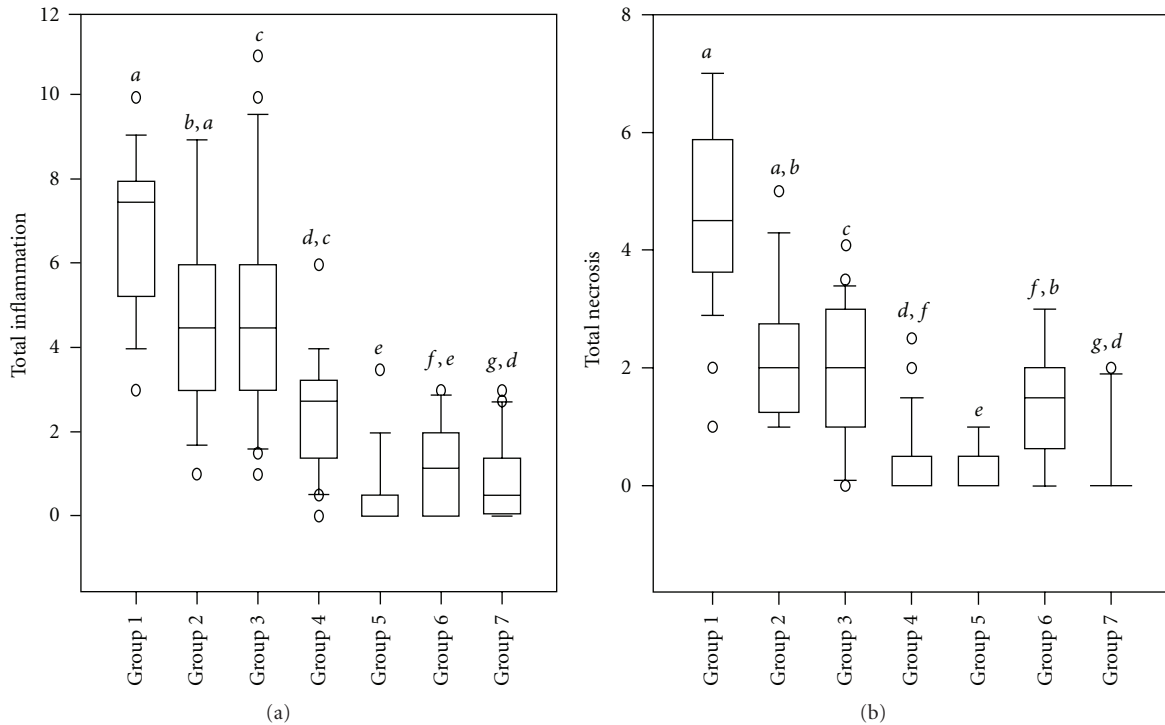 12
10
8
6
4
2
0
Total inflammation
a
b, a
c
d, c
e
f, e
g, d
Group 1
Group 2
Group 3
Group 4
Group 5
Group 6
Group 7
(a)
8
6
4
2
0
Total necrosis
a
a, b
c
d, f
e
f, b
g, d
Group 1
Group 2
Group 3
Group 4
Group 5
Group 6
Group 7
(b)